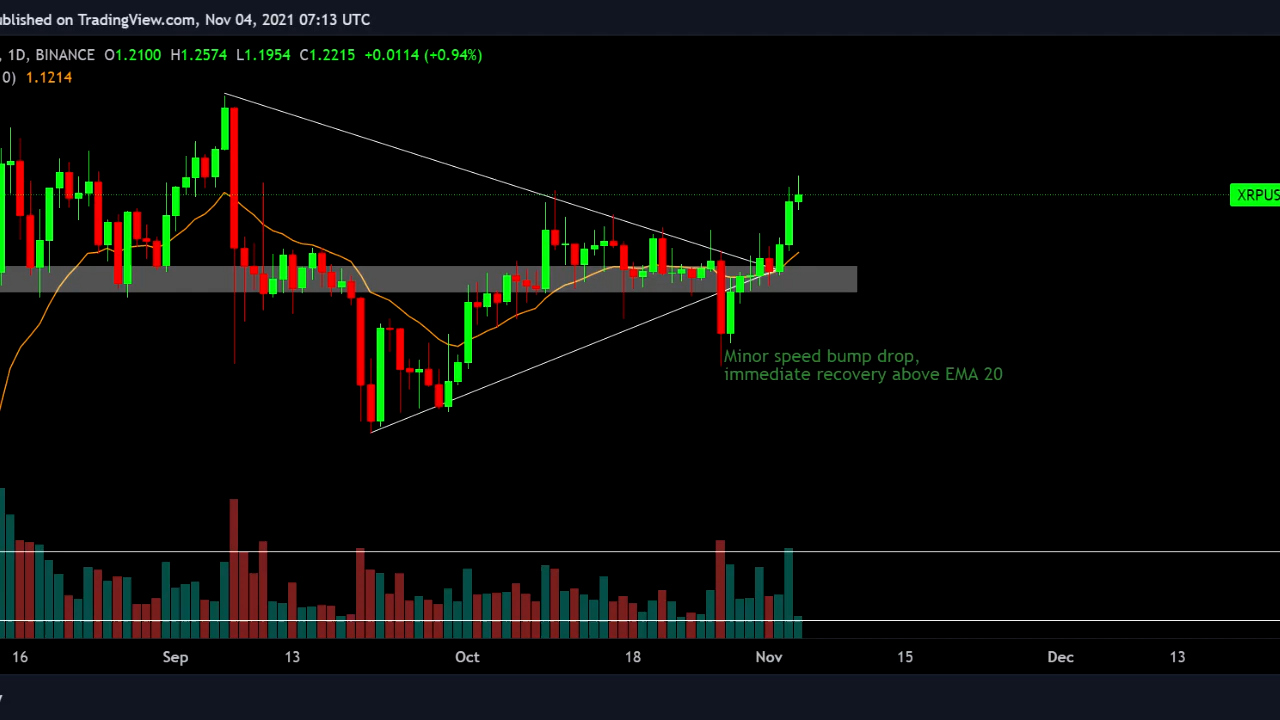 ublished on TradingView.com, Nov 04, 2021 07:13 UTC
, 1D, BINANCE O1.2100 H1.2574 L1.1954 C1.2215 +0.0114 (+0.94%)
0) 1.1214
XRPUS
Minor speed bump drop,
immediate recovery above EMA 20
16 Sep 13 Oct 18 Nov 15 Dec 13